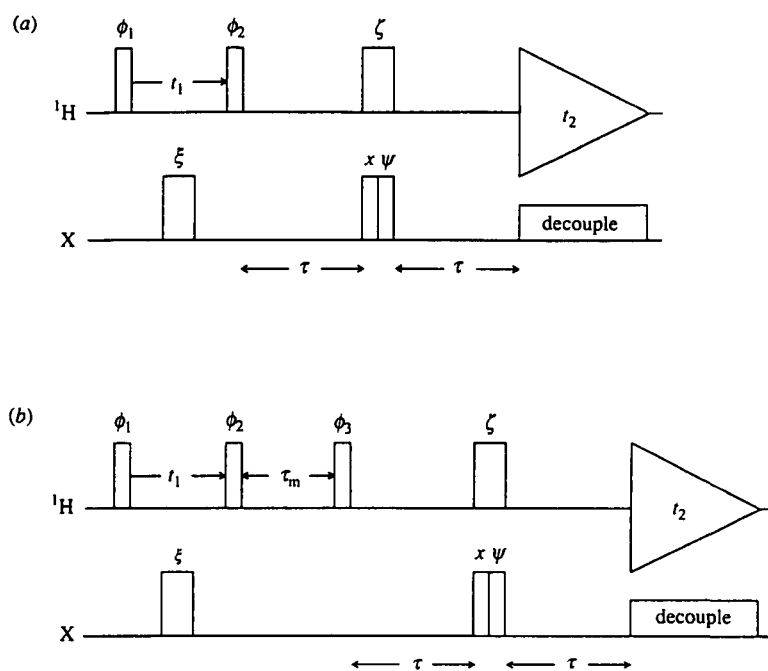 (a)
ϕ1 ϕ2 ζ
t1
¹H t2
ξ x ψ
X decouple
τ τ
(b)
ϕ1 ϕ2 ϕ3 ζ
t1 τm
¹H t2
ξ x ψ
X decouple
τ τ